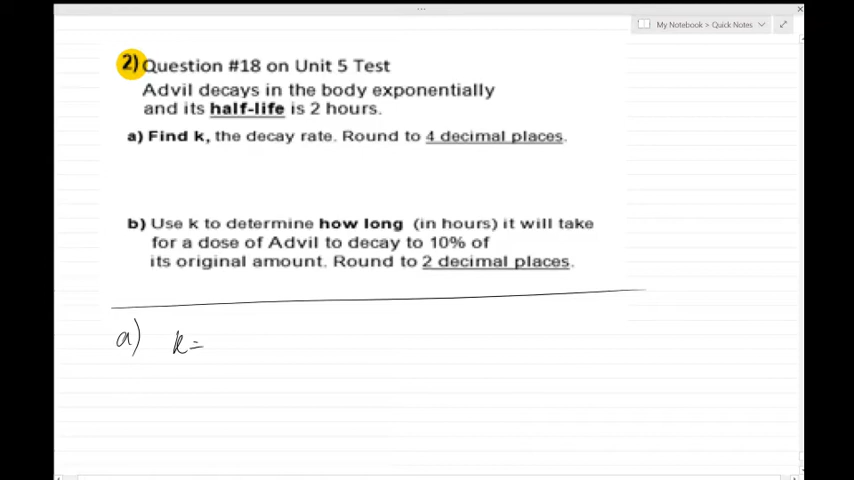 My Notebook > Quick Notes
2) Question #18 on Unit 5 Test
Advil decays in the body exponentially
and its half-life is 2 hours.
a) Find k, the decay rate. Round to 4 decimal places.
b) Use k to determine how long (in hours) it will take
for a dose of Advil to decay to 10% of
its original amount. Round to 2 decimal places.
a) k=